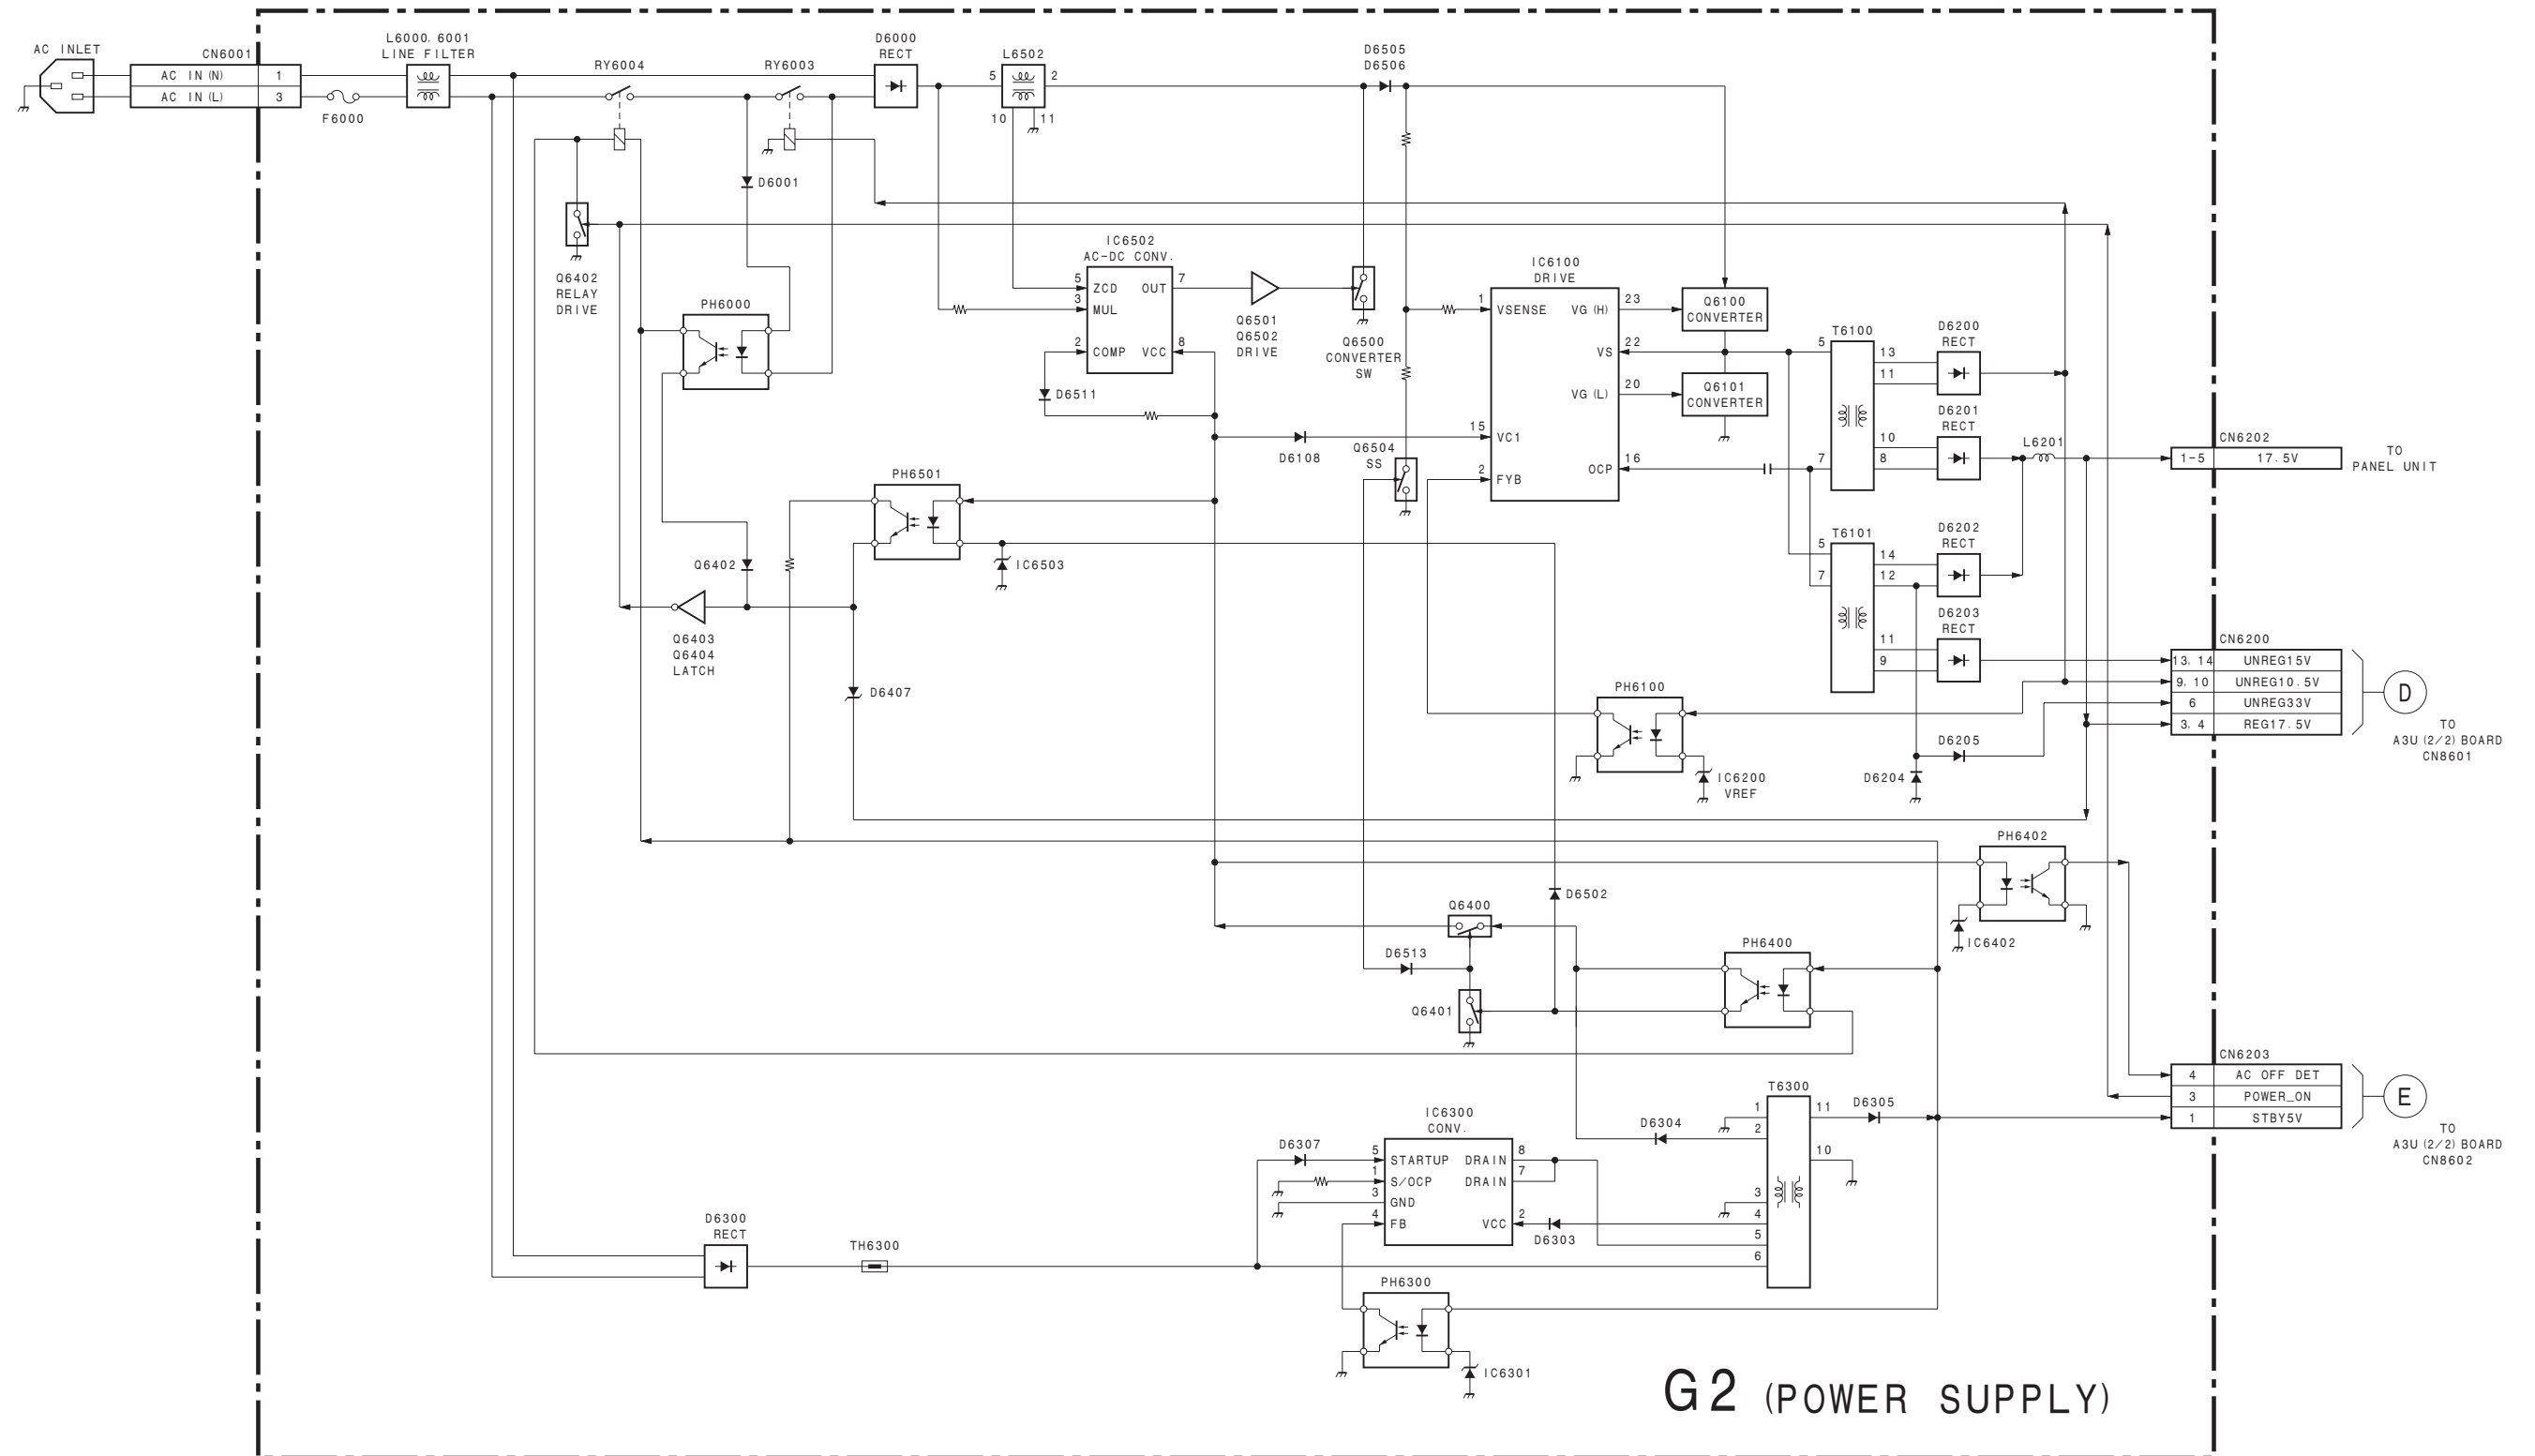 AC INLET
CN6001
AC IN (N) 1
AC IN (L) 3
F6000
L6000, 6001
LINE FILTER
RY6004
RY6003
D6000
RECT
5 L6502 2
10 11
D6505
D6506
D6001
Q6402
RELAY
DRIVE
PH6000
IC6502
AC-DC CONV.
5 ZCD OUT 7
3 MUL
2 COMP VCC 8
D6511
Q6501
Q6502
DRIVE
Q6500
CONVERTER
SW
IC6100
DRIVE
1 VSENSE VG (H) 23
VS 22
VG (L) 20
15 VC1
OCP 16
2 FYB
Q6100
CONVERTER
Q6101
CONVERTER
D6108
Q6504
SS
T6100
5 13
11
10
7 8
D6200
RECT
D6201
RECT
L6201
CN6202
1-5 17.5V
TO
PANEL UNIT
PH6501
IC6503
Q6402
Q6403
Q6404
LATCH
D6407
T6101
5 14
7 12
11
9
D6202
RECT
D6203
RECT
CN6200
13, 14 UNREG15V
9, 10 UNREG10.5V
6 UNREG33V
3, 4 REG17.5V
D
TO
A3U (2/2) BOARD
CN8601
PH6100
IC6200
VREF
D6205
D6204
PH6402
IC6402
D6502
Q6400
D6513
Q6401
PH6400
CN6203
4 AC OFF DET
3 POWER_ON
1 STBY5V
E
TO
A3U (2/2) BOARD
CN8602
T6300
1 11
2
10
3
4
5
6
D6305
D6304
IC6300
CONV.
D6307
5 STARTUP DRAIN 8
1 S/OCP DRAIN 7
3 GND
4 FB VCC 2
D6303
D6300
RECT
TH6300
PH6300
IC6301
G2 (POWER SUPPLY)